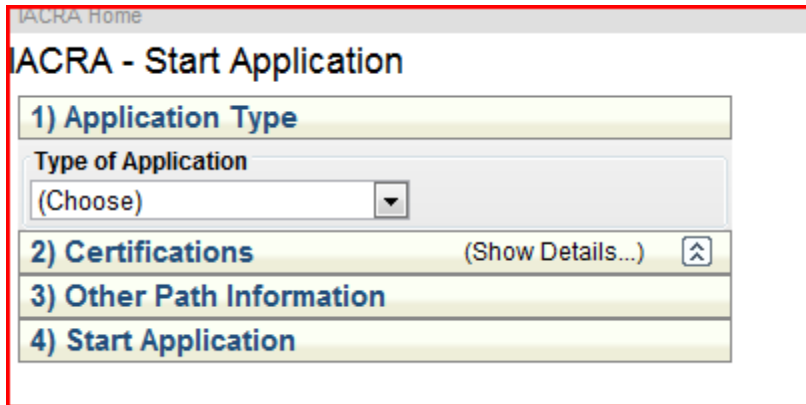 IACRA Home
IACRA - Start Application
1) Application Type
Type of Application
(Choose)
2) Certifications (Show Details...)
3) Other Path Information
4) Start Application